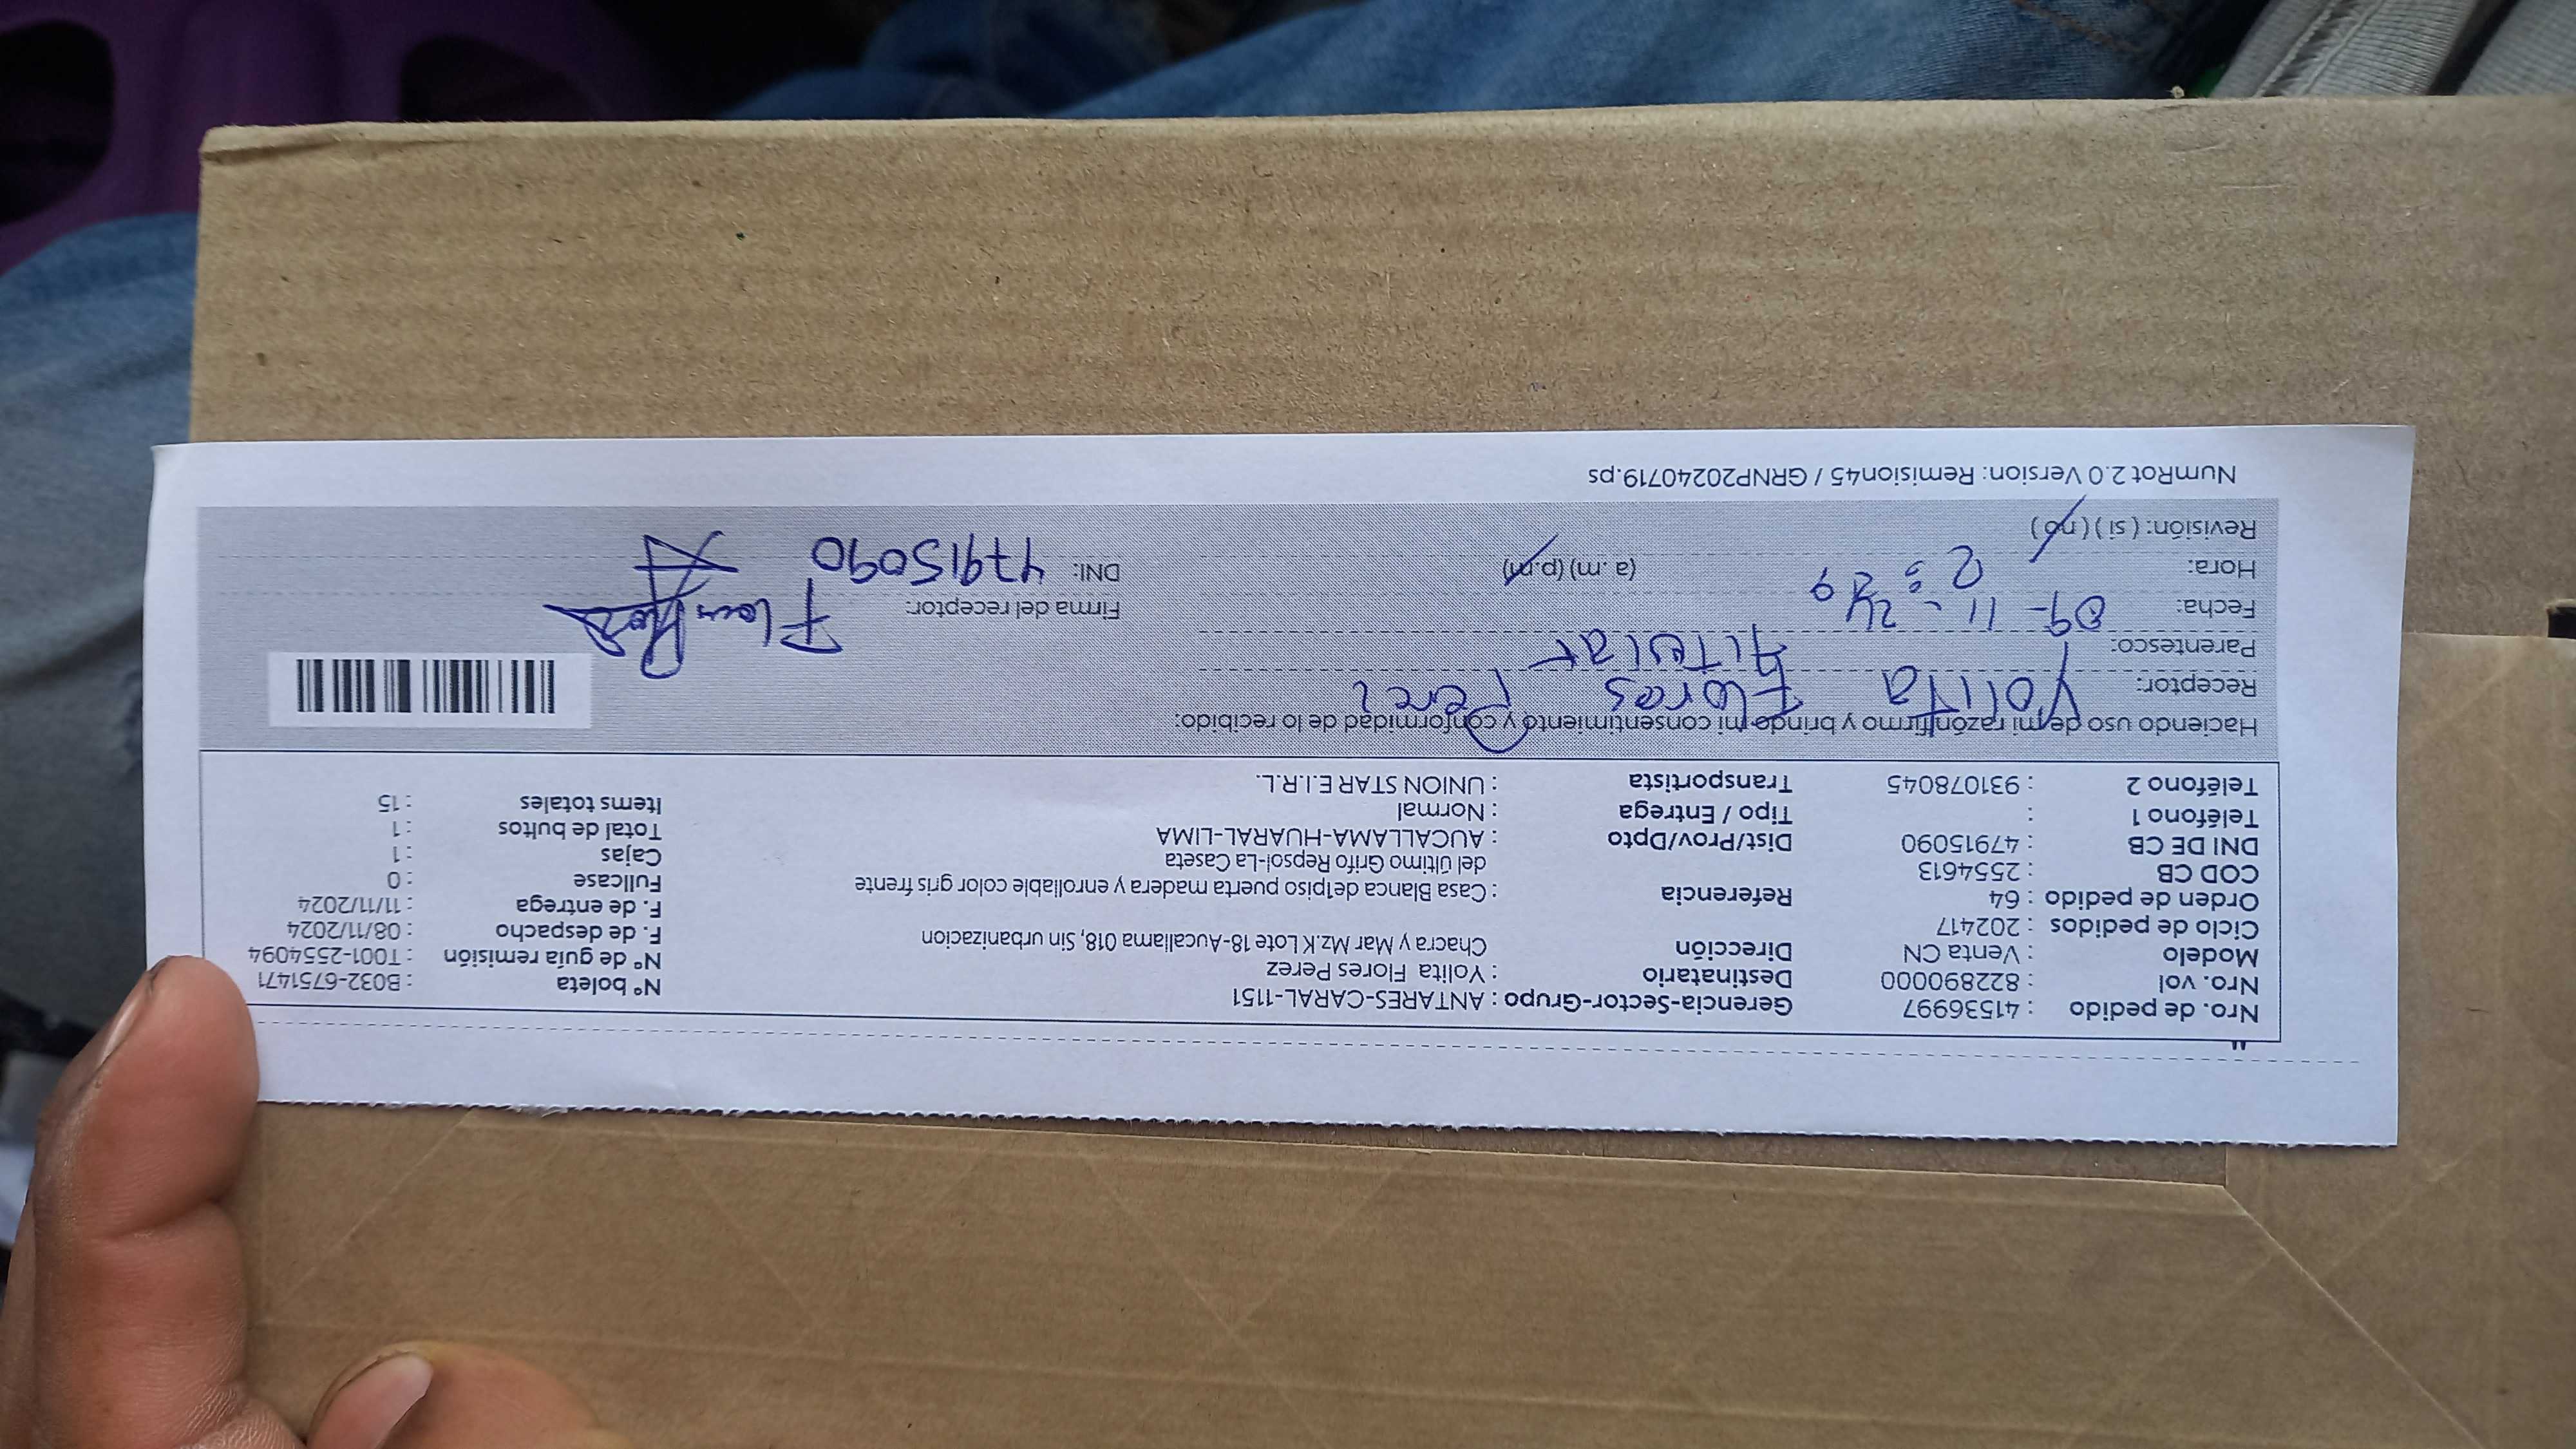 Nro. de pedido : 41536997 Gerencia-Sector-Grupo : ANTARES-CARAL-1151 N° boleta : B032-6751471
Nro. vol : 822890000 Destinatario : Yolita Flores Perez N° de guía remisión : T001-2554094
Modelo : Venta CN Dirección Chacra y Mar Mz.K Lote 18-Aucallama 018, Sin urbanizacion F. de despacho : 08/11/2024
Ciclo de pedidos : 202417 F. de entrega : 11/11/2024
Orden de pedido : 64 Referencia : Casa Blanca de1piso puerta madera y enrollable color gris frente Fullcase : 0
COD CB : 2554613 del último Grifo Repsol-La Caseta Cajas : 1
DNI DE CB : 47915090 Dist/Prov/Dpto : AUCALLAMA-HUARAL-LIMA Total de bultos : 1
Teléfono 1 : Tipo / Entrega : Normal Items totales : 15
Teléfono 2 : 931078045 Transportista : UNION STAR E.I.R.L.
Haciendo uso de mi razón firmo y brindo mi consentimiento y conformidad de lo recibido:
Receptor: Yolita Flores Perez
Parentesco: Titular
Fecha: 09-11-24 Firma del receptor:
Hora: 2:29 (a.m) (p.m) DNI: 47915090
Revisión: (si) (no)
NumRot 2.0 Version: Remision45 / GRNP20240719.ps